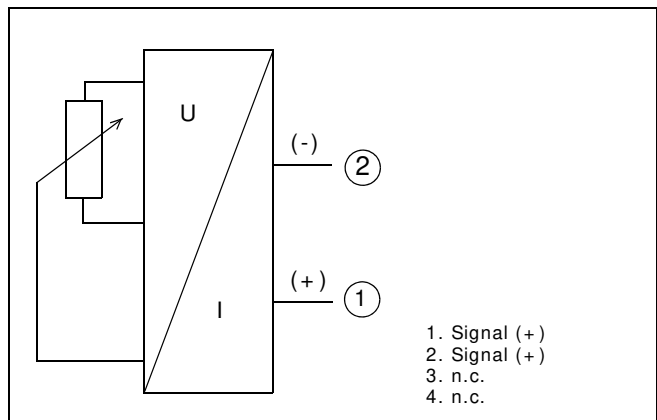 U
(-)
2
(+)
1
I
1. Signal (+)
2. Signal (+)
3. n.c.
4. n.c.